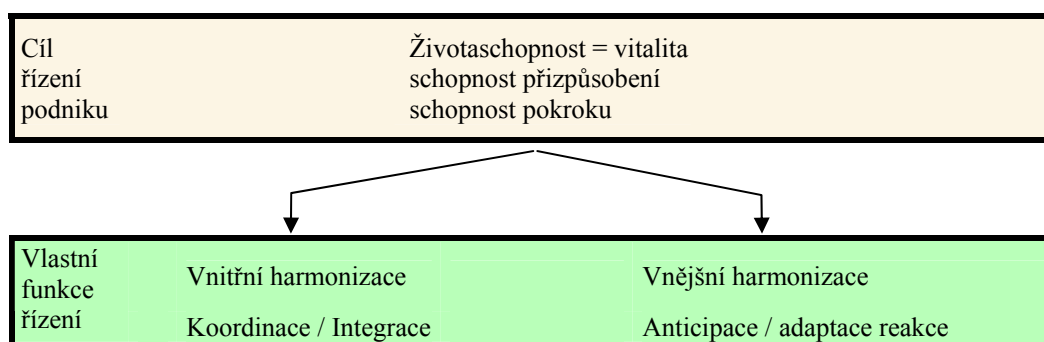 Cíl
řízení
podniku
Životaschopnost = vitalita
schopnost přizpůsobení
schopnost pokroku
Vlastní
funkce
řízení
Vnitřní harmonizace
Koordinace / Integrace
Vnější harmonizace
Anticipace / adaptace reakce